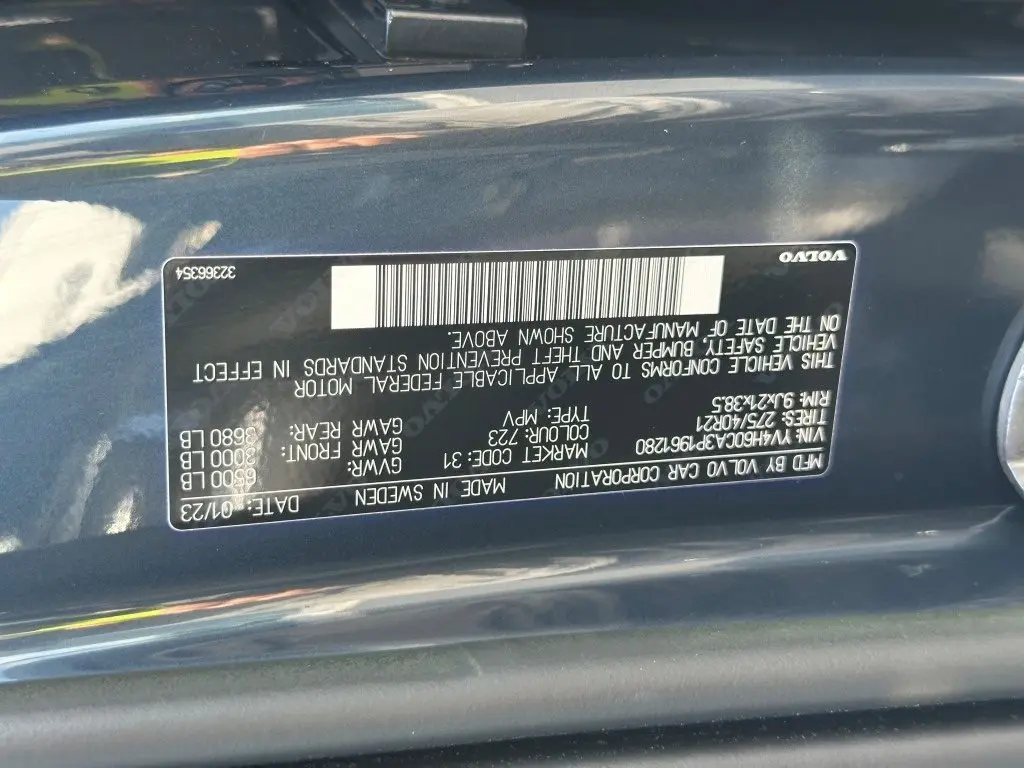 MFD BY VOLVO CAR CORPORATION MADE IN SWEDEN DATE: 01/23
VIN YV4H60CA3P1961280 MARKET CODE: 31 GVWR: 6500 LB
TIRES: 275/40R21 COLOUR: 723 GAWR FRONT: 3000 LB
RIM: 9Jx21x38.5 TYPE: MPV GAWR REAR: 3680 LB
THIS VEHICLE CONFORMS TO ALL APPLICABLE FEDERAL MOTOR
VEHICLE SAFETY, BUMPER AND THEFT PREVENTION STANDARDS IN EFFECT
ON THE DATE OF MANUFACTURE SHOWN ABOVE.
VOLVO 32366354